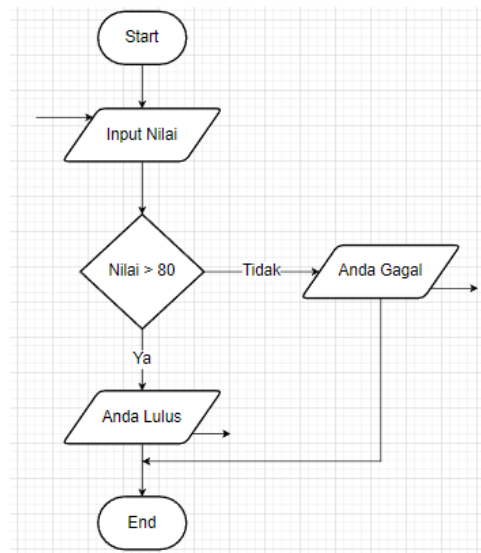 Start
Input Nilai
Nilai > 80
Tidak
Anda Gagal
Ya
Anda Lulus
End